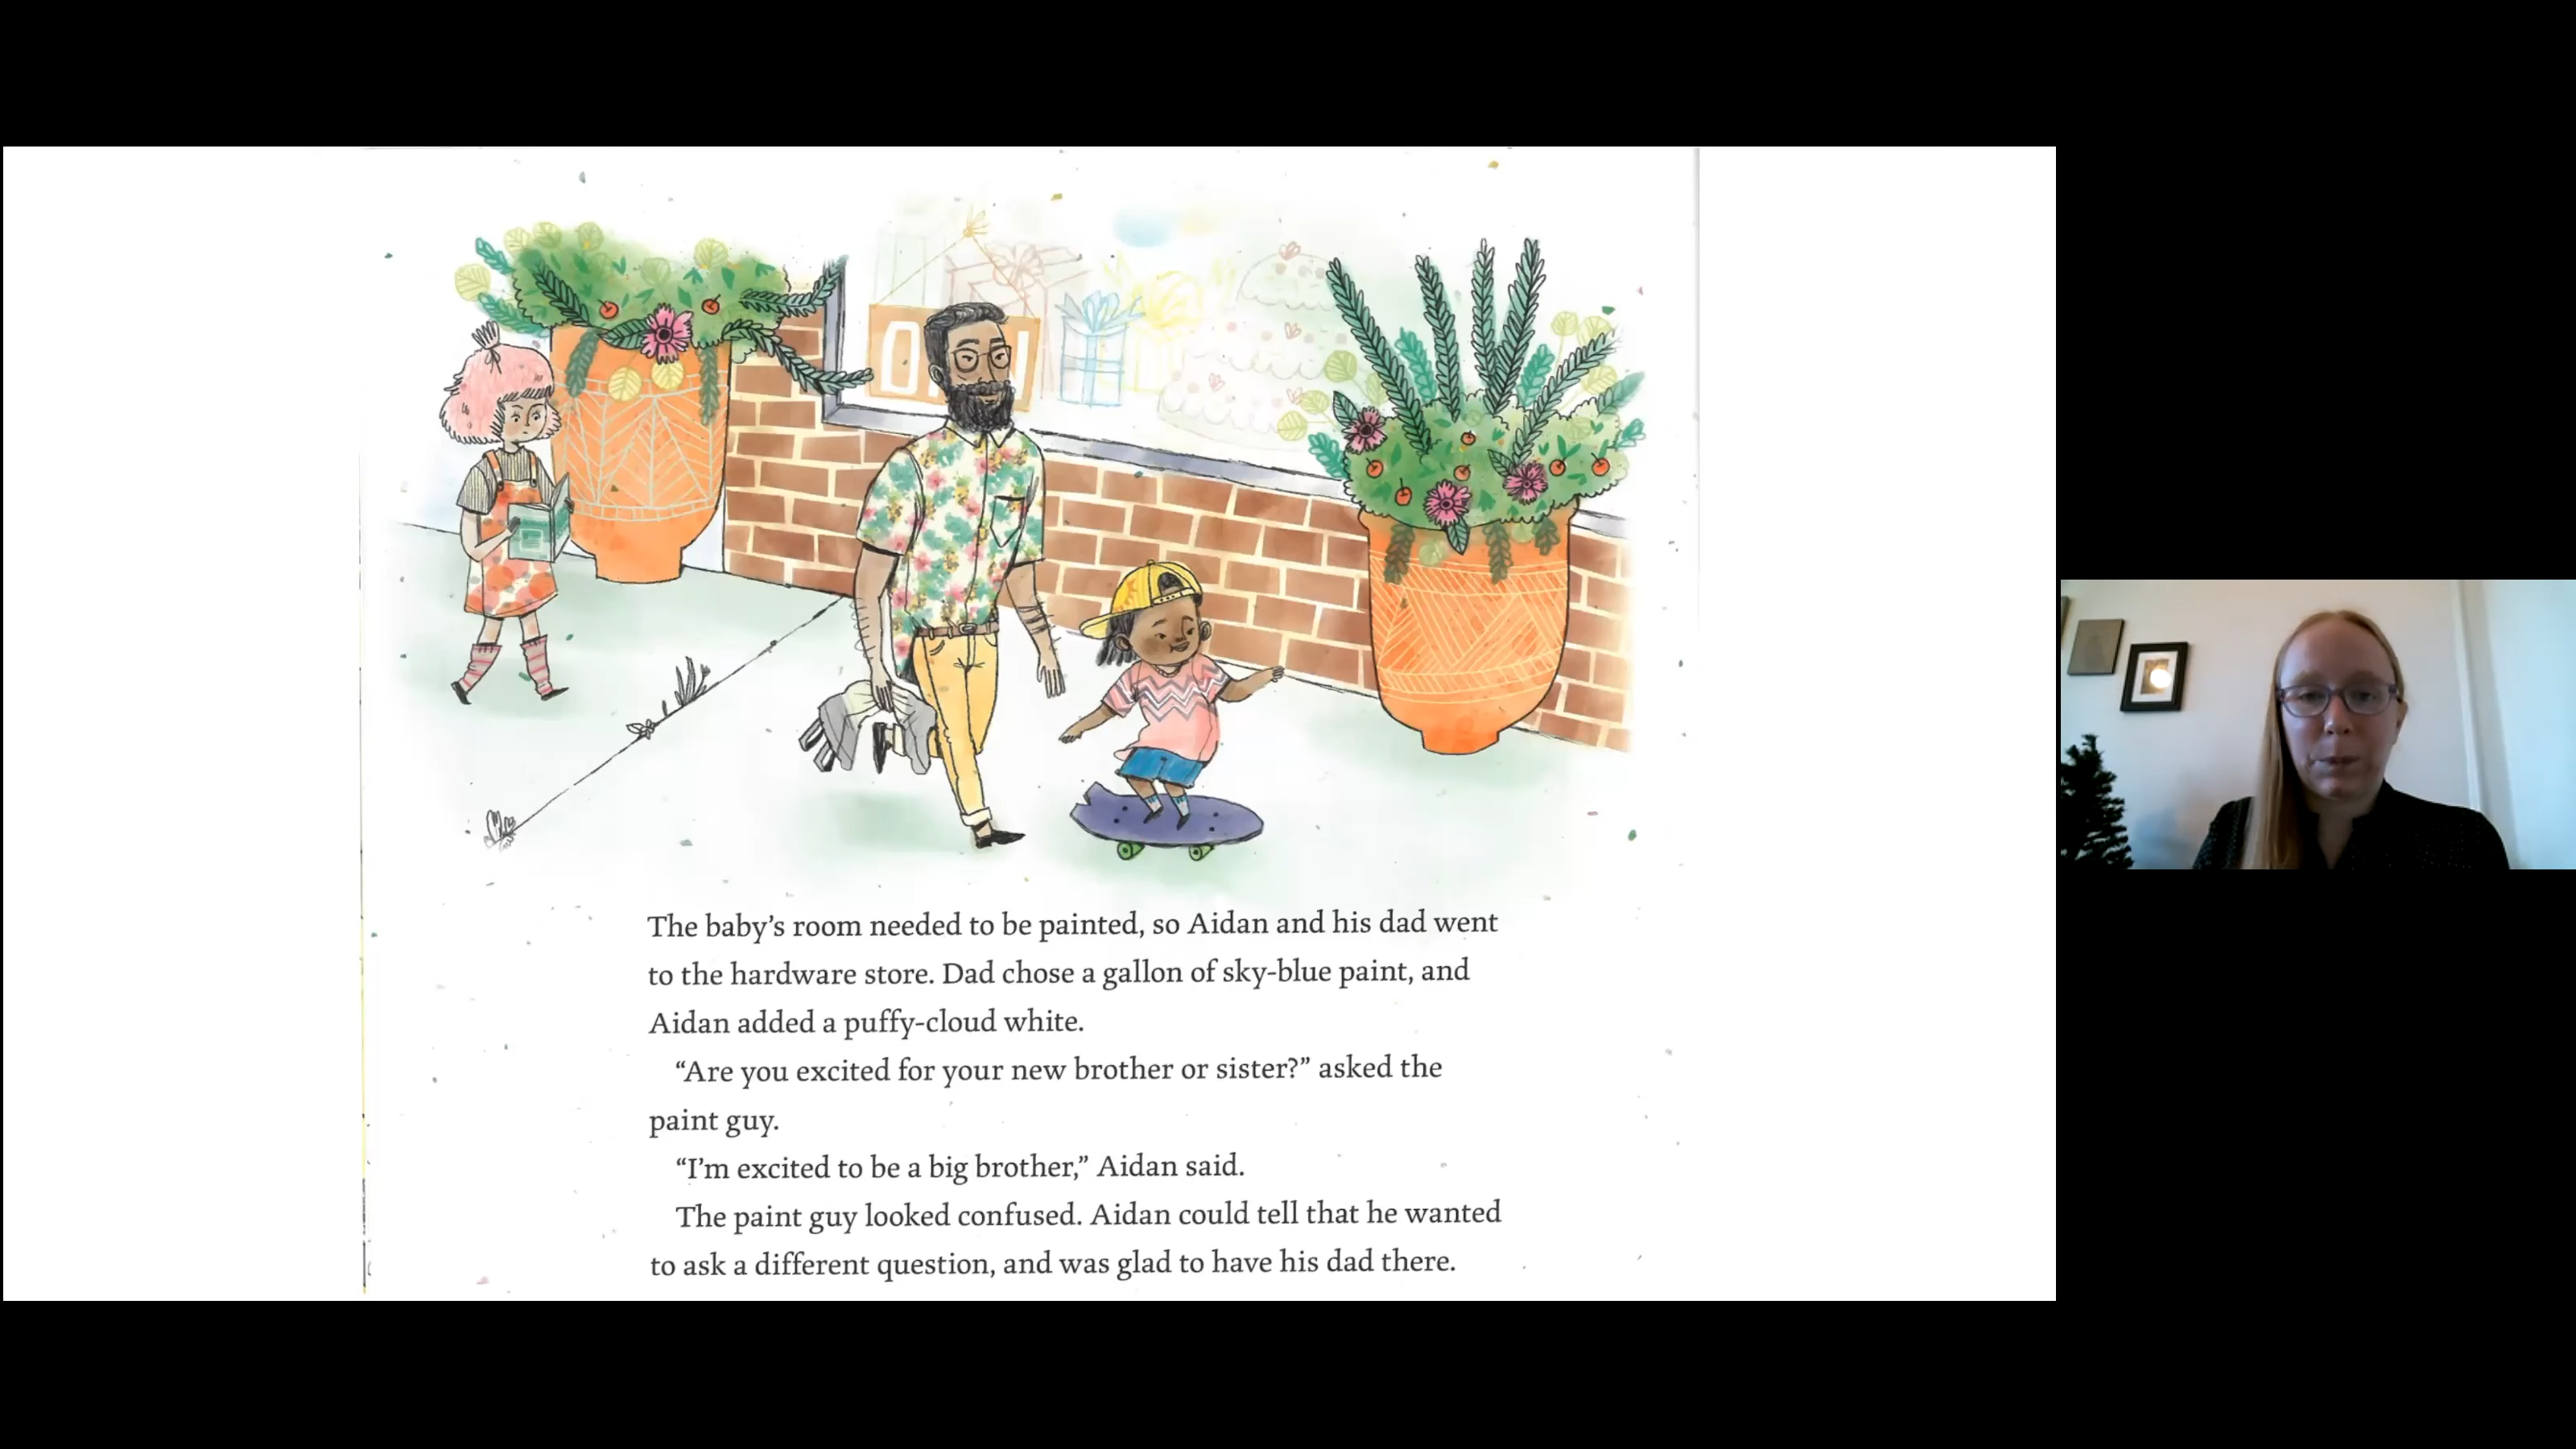 The baby’s room needed to be painted, so Aidan and his dad went
to the hardware store. Dad chose a gallon of sky-blue paint, and
Aidan added a puffy-cloud white.
“Are you excited for your new brother or sister?” asked the
paint guy.
“I’m excited to be a big brother,” Aidan said.
The paint guy looked confused. Aidan could tell that he wanted
to ask a different question, and was glad to have his dad there.